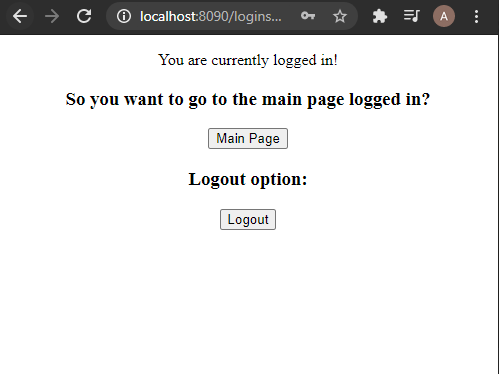 localhost:8090/logins...
A
You are currently logged in!
So you want to go to the main page logged in?
Main Page
Logout option:
Logout